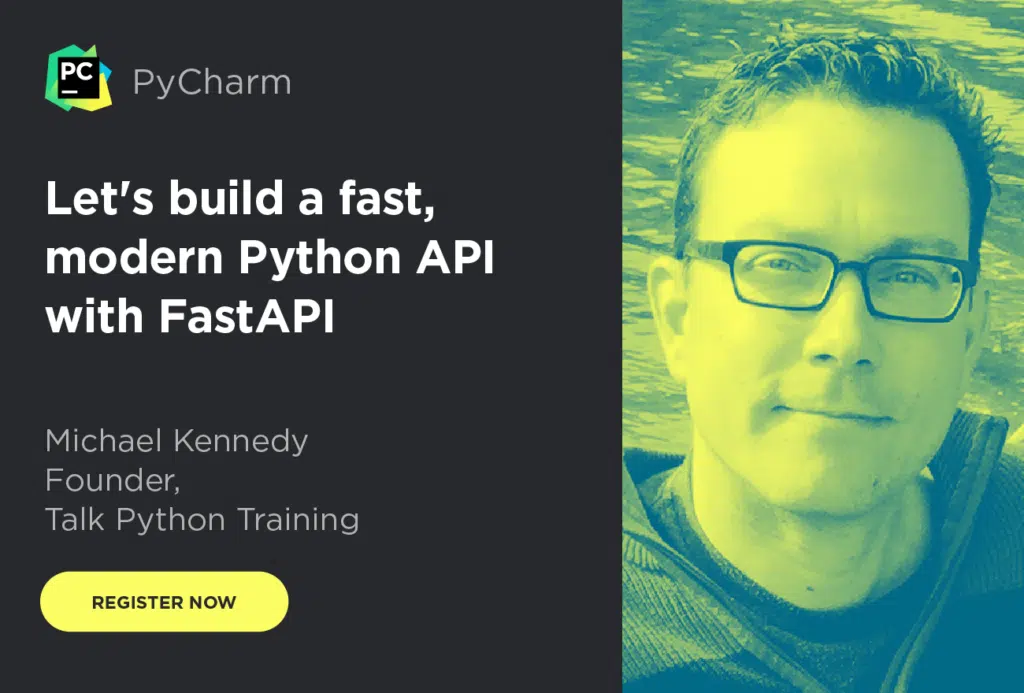 PC
PyCharm
Let's build a fast,
modern Python API
with FastAPI
Michael Kennedy
Founder,
Talk Python Training
REGISTER NOW